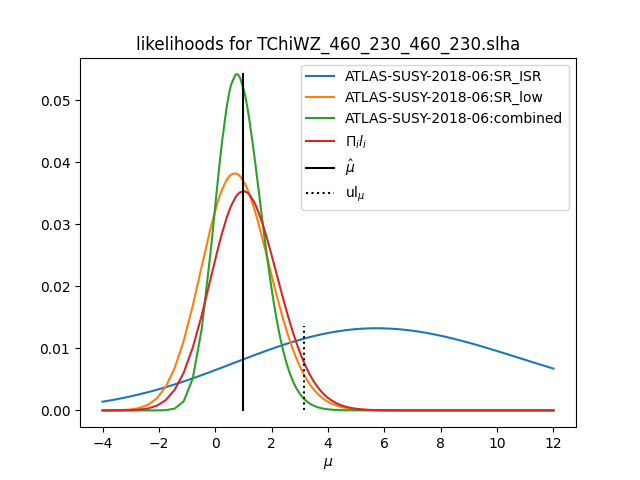 likelihoods for TChiWZ_460_230_460_230.slha
ATLAS-SUSY-2018-06:SR_ISR
ATLAS-SUSY-2018-06:SR_low
ATLAS-SUSY-2018-06:combined
Π_i l_i
μ̂
ul_μ
0.05
0.04
0.03
0.02
0.01
0.00
−4 −2 0 2 4 6 8 10 12
μ